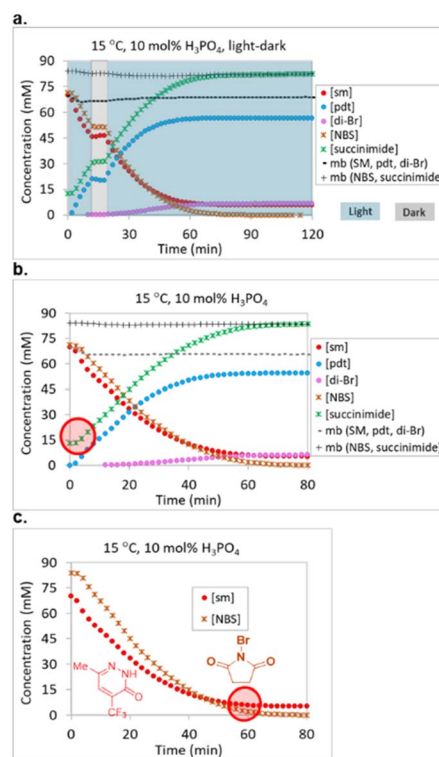 a.
15 °C, 10 mol% H₃PO₄, light-dark
Concentration (mM)
90
75
60
45
30
15
0
0 30 60 90 120
Time (min)
[sm]
[pdt]
[di-Br]
[NBS]
[succinimide]
mb (SM, pdt, di-Br)
mb (NBS, succinimide)
Light
Dark
b.
15 °C, 10 mol% H₃PO₄
Concentration (mM)
90
75
60
45
30
15
0
0 20 40 60 80
Time (min)
[sm]
[pdt]
[di-Br]
[NBS]
[succinimide]
mb (SM, pdt, di-Br)
mb (NBS, succinimide)
c.
15 °C, 10 mol% H₃PO₄
Concentration (mM)
90
75
60
45
30
15
0
0 20 40 60 80
Time (min)
[sm]
[NBS]
Br
N
O O
Me
N
NH
O
CF₃